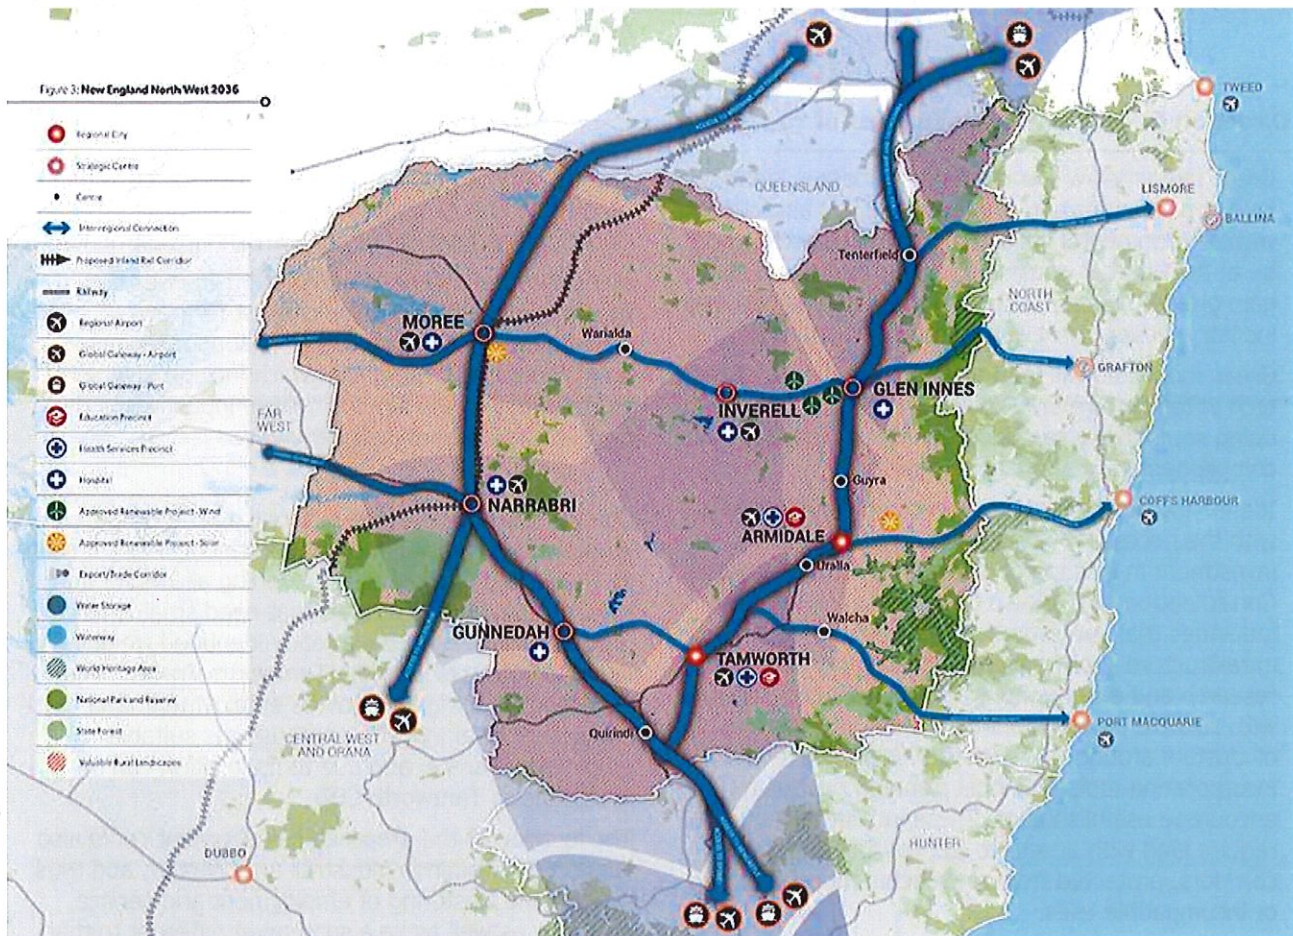 Figure 3: New England North West 2036
Regional City
Strategic Centre
Centre
Inter-regional Connection
Proposed Inland Rail Corridor
Railway
Regional Airport
Global Gateway - Airport
Global Gateway - Port
Education Precinct
Health Services Precinct
Hospital
Approved Renewable Project - Wind
Approved Renewable Project - Solar
Export/Trade Corridor
Water Storage
Waterway
World Heritage Area
National Park and Reserve
State Forest
Valuable Rural Landscapes
TWEED
QUEENSLAND
LISMORE
BALLINA
Tenterfield
NORTH
COAST
MOREE
Warialda
GRAFTON
GLEN INNES
INVERELL
FAR
WEST
Guyra
NARRABRI
COFFS HARBOUR
ARMIDALE
Uralla
Walcha
GUNNEDAH
TAMWORTH
PORT MACQUARIE
Quirindi
CENTRAL WEST
AND ORANA
HUNTER
DUBBO